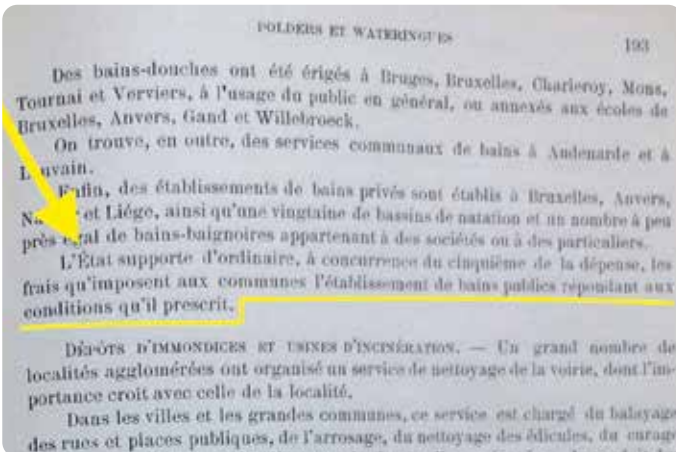 POLDERS ET WATERINGUES
193
Des bains-douches ont été érigés à Bruges, Bruxelles, Charleroy, Mons,
Tournai et Verviers, à l'usage du public en général, ou annexés aux écoles de
Bruxelles, Anvers, Gand et Willebroeck.
On trouve, en outre, des services communaux de bains à Audenarde et à
Louvain.
Enfin, des établissements de bains privés sont établis à Bruxelles, Anvers,
et Liége, ainsi qu'une vingtaine de bassins de natation et un nombre à peu
près égal de bains-baignoires appartenant à des sociétés ou à des particuliers.
L'État supporte d'ordinaire, à concurrence du cinquième de la dépense, les
frais qu'imposent aux communes l'établissement de bains publics répondant aux
conditions qu'il prescrit.
DÉPÔTS D'IMMONDICES ET USINES D'INCINÉRATION. — Un grand nombre de
localités agglomérées ont organisé un service de nettoyage de la voirie, dont l'im-
portance croit avec celle de la localité.
Dans les villes et les grandes communes, ce service est chargé du balayage
des rues et places publiques, de l'arrosage, du nettoyage des édicules, du curage